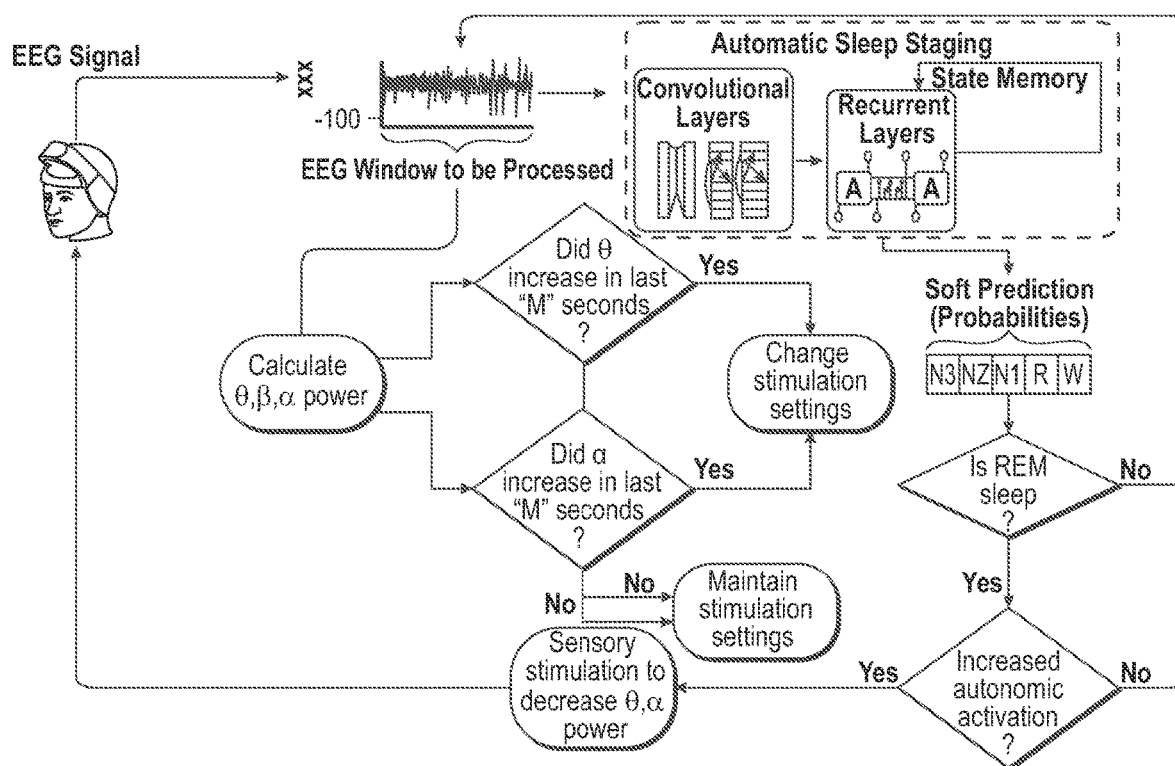 EEG Signal
XXX
-100
EEG Window to be Processed
Automatic Sleep Staging
Convolutional
Layers
State Memory
Recurrent
Layers
A
A
Soft Prediction
(Probabilities)
N3 NZ N1 R W
Calculate
θ,β,α power
Did θ
increase in last
“M” seconds
?
Yes
Did α
increase in last
“M” seconds
?
Yes
Change
stimulation
settings
No
No
Maintain
stimulation
settings
Is REM
sleep
?
No
Yes
Increased
autonomic
activation
?
No
Yes
Sensory
stimulation to
decrease θ,α
power